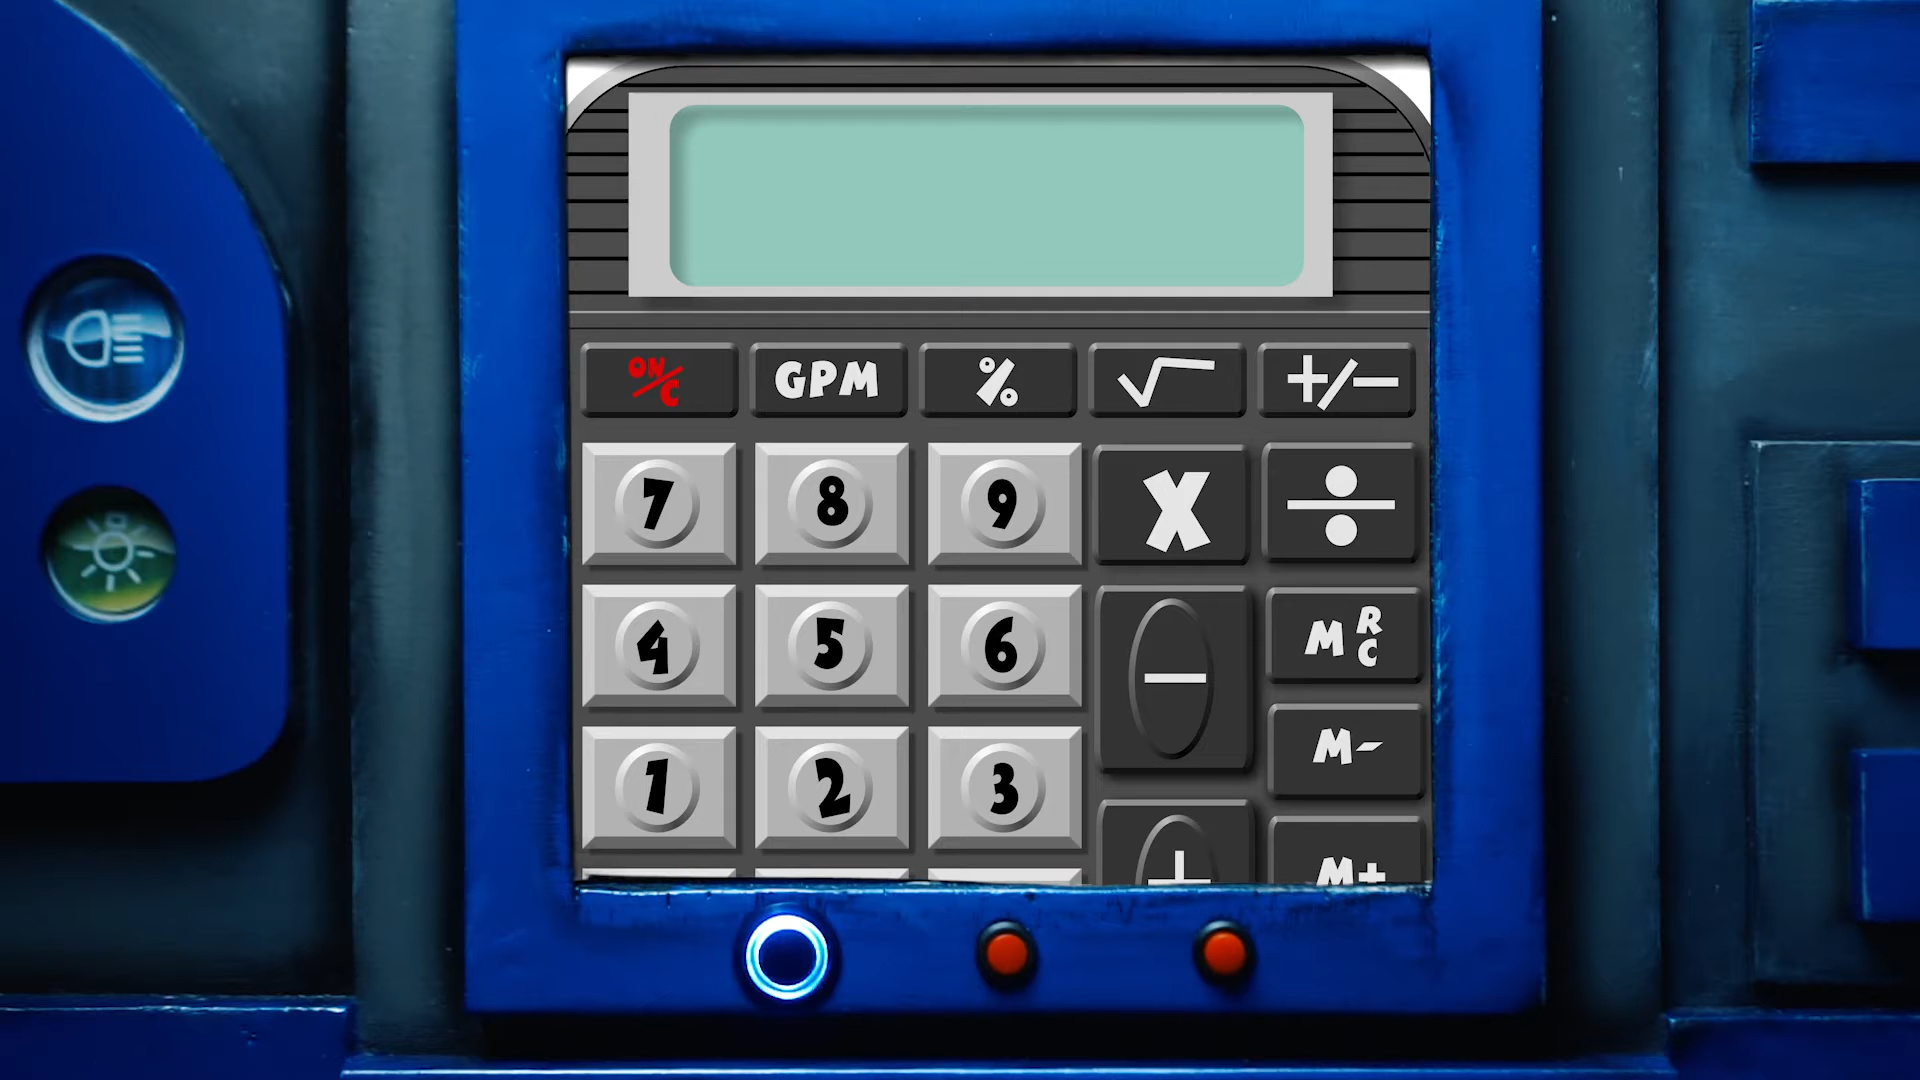 ON/C GPM % √ +/−
7 8 9 X ÷
4 5 6 − MRC
M-
1 2 3
+ M+